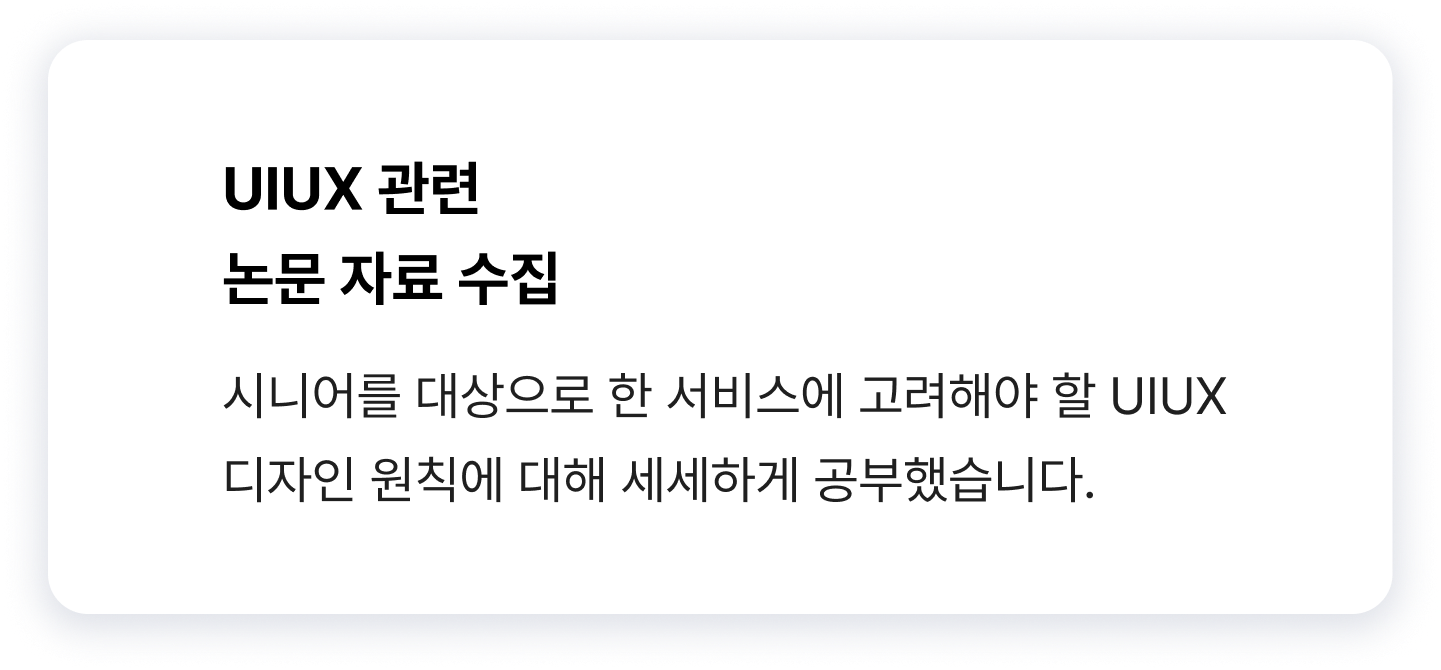 UIUX 관련
논문 자료 수집
시니어를 대상으로 한 서비스에 고려해야 할 UIUX
디자인 원칙에 대해 세세하게 공부했습니다.